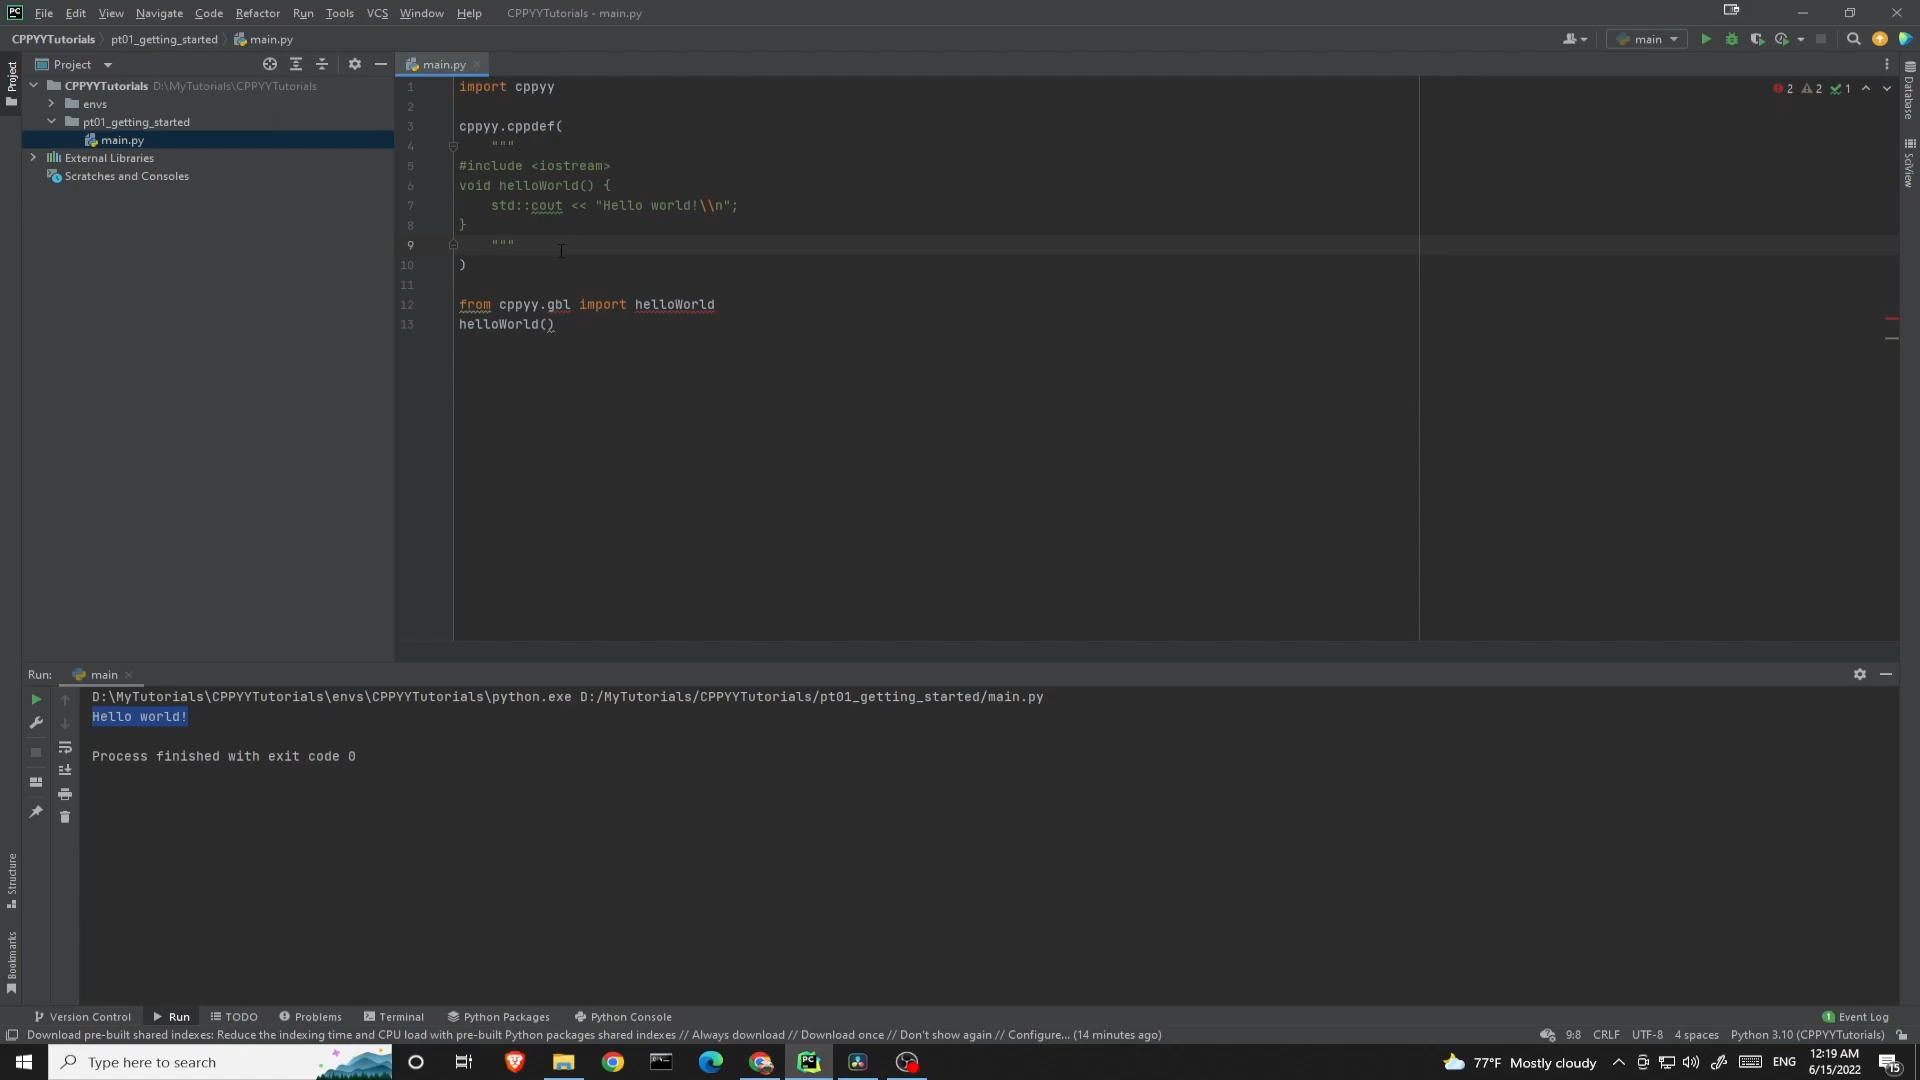 PC File Edit View Navigate Code Refactor Run Tools VCS Window Help CPPYYTutorials - main.py
CPPYYTutorials pt01_getting_started main.py main
Project main.py
CPPYYTutorials D:\MyTutorials\CPPYYTutorials
envs
pt01_getting_started
main.py
External Libraries
Scratches and Consoles
2 2 1
1 import cppyy
2
3 cppyy.cppdef(
4 """
5 #include <iostream>
6 void helloWorld() {
7 std::cout << "Hello world!\\n";
8 }
9 """
10 )
11
12 from cppyy.gbl import helloWorld
13 helloWorld()
Project
Structure
Bookmarks
Database
SciView
Run: main
D:\MyTutorials\CPPYYTutorials\envs\CPPYYTutorials\python.exe D:/MyTutorials/CPPYYTutorials/pt01_getting_started/main.py
Hello world!
Process finished with exit code 0
Version Control Run TODO Problems Terminal Python Packages Python Console 1 Event Log
Download pre-built shared indexes: Reduce the indexing time and CPU load with pre-built Python packages shared indexes // Always download // Download once // Don't show again // Configure... (14 minutes ago) 9:8 CRLF UTF-8 4 spaces Python 3.10 (CPPYYTutorials)
Type here to search PC 77°F Mostly cloudy ENG 12:19 AM
6/15/2022 15